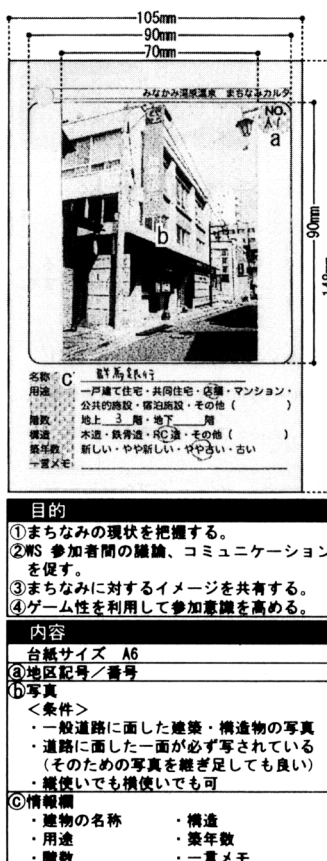 105mm
90mm
70mm
みなかみ湯原温泉 まちなみカルタ
NO.
a
b
90mm
148mm
名称 C 群馬銀行
用途 一戸建て住宅・共同住宅・店舗・マンション・
公共的施設・宿泊施設・その他( )
階数 地上 3 階・地下 階
構造 木造・鉄骨造・RC造・その他( )
築年数 新しい・やや新しい・やや古い・古い
一言メモ
目的
①まちなみの現状を把握する。
②WS 参加者間の議論、コミュニケーション
を促す。
③まちなみに対するイメージを共有する。
④ゲーム性を利用して参加意識を高める。
内容
台紙サイズ A6
ⓐ地区記号/番号
ⓑ写真
<条件>
・一般道路に面した建築・構造物の写真
・道路に面した一面が必ず写されている
(そのための写真を継ぎ足しても良い)
・縦使いでも横使いでも可
ⓒ情報欄
・建物の名称 ・構造
・用途 ・築年数
・階数 ・一言メモ